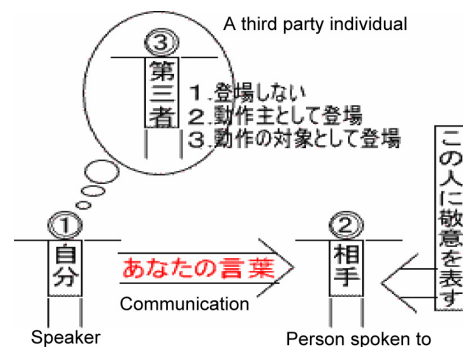 A third party individual
③
第三者
1.登場しない
2.動作主として登場
3.動作の対象として登場
①
自分
あなたの言葉
Communication
Speaker
②
相手
Person spoken to
この人に敬意を表す